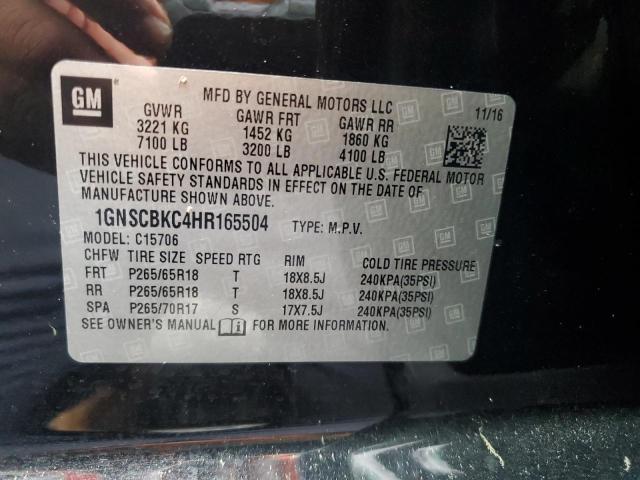 GM
MFD BY GENERAL MOTORS LLC
11/16
GVWR GAWR FRT GAWR RR
3221 KG 1452 KG 1860 KG
7100 LB 3200 LB 4100 LB
THIS VEHICLE CONFORMS TO ALL APPLICABLE U.S. FEDERAL MOTOR
VEHICLE SAFETY STANDARDS IN EFFECT ON THE DATE OF
MANUFACTURE SHOWN ABOVE.
1GNSCBKC4HR165504 TYPE: M.P.V.
MODEL: C15706
CHFW TIRE SIZE SPEED RTG RIM COLD TIRE PRESSURE
FRT P265/65R18 T 18X8.5J 240KPA(35PSI)
RR P265/65R18 T 18X8.5J 240KPA(35PSI)
SPA P265/70R17 S 17X7.5J 240KPA(35PSI)
SEE OWNER'S MANUAL FOR MORE INFORMATION.